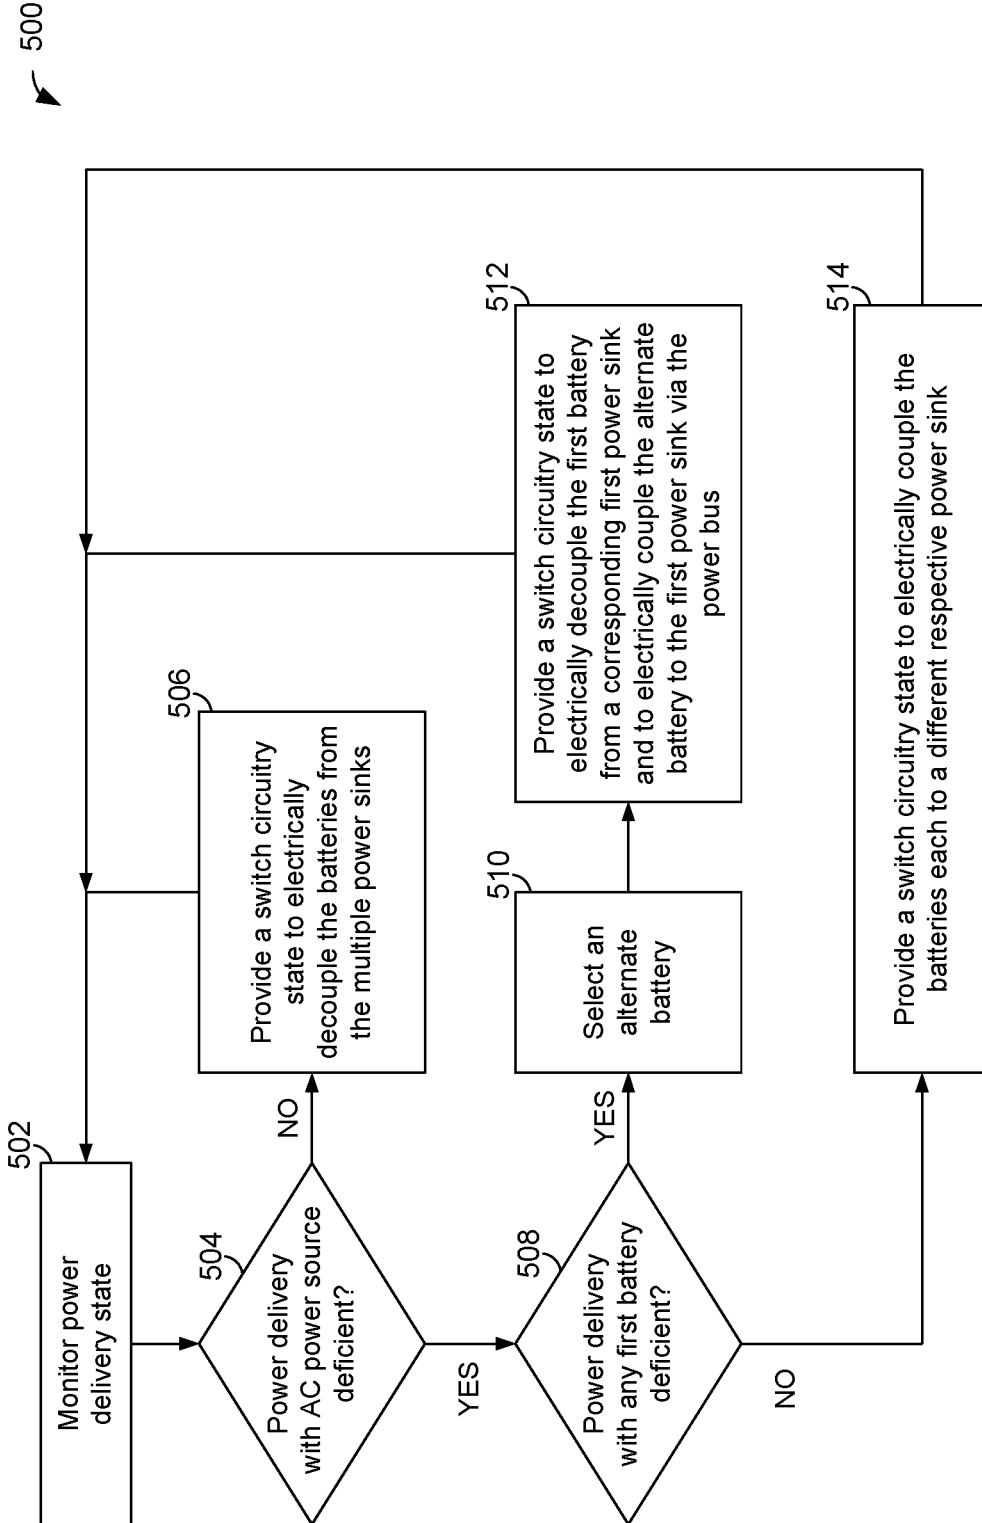 500
502
Monitor power
delivery state
504
Power delivery
with AC power source
deficient?
NO
YES
506
Provide a switch circuitry
state to electrically
decouple the batteries from
the multiple power sinks
508
Power delivery
with any first battery
deficient?
YES
NO
510
Select an
alternate
battery
512
Provide a switch circuitry state to
electrically decouple the first battery
from a corresponding first power sink
and to electrically couple the alternate
battery to the first power sink via the
power bus
514
Provide a switch circuitry state to electrically couple the
batteries each to a different respective power sink